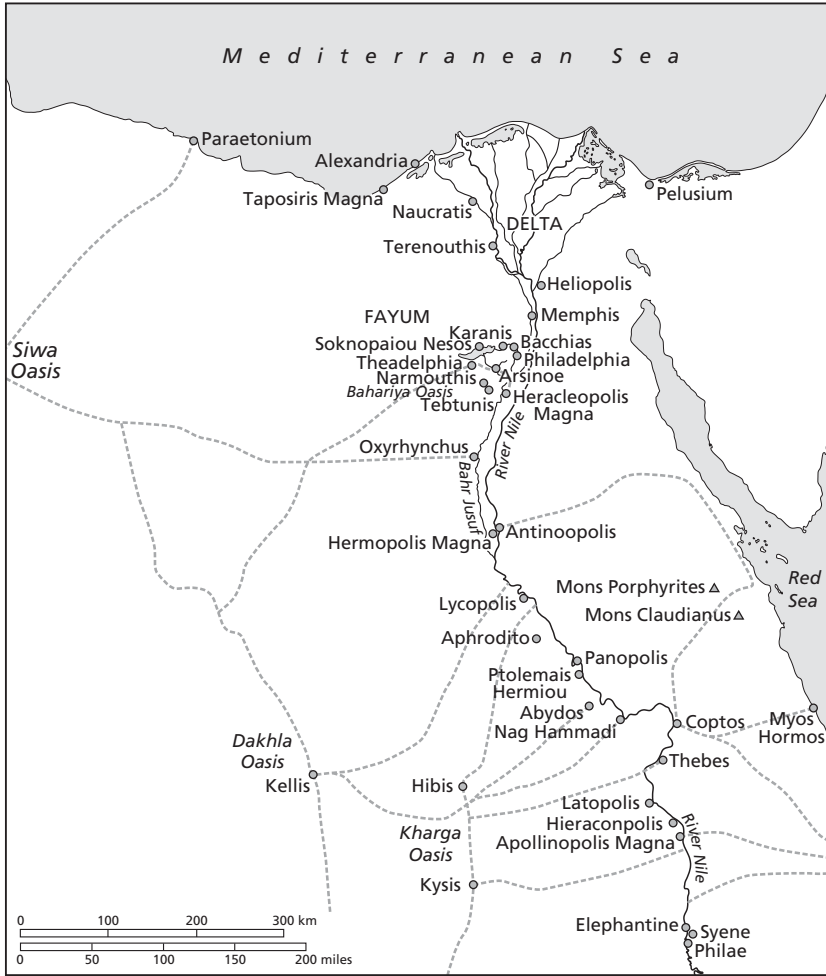 Mediterranean Sea
Paraetonium
Alexandria
Taposiris Magna
Pelusium
Naucratis
DELTA
Terenouthis
Heliopolis
Memphis
FAYUM
Karanis
Soknopaiou Nesos
Bacchias
Philadelphia
Siwa
Oasis
Theadelphia
Arsinoe
Narmouthis
Bahariya Oasis
Tebtunis
Heracleopolis
Magna
River Nile
Oxyrhynchus
Bahr Jusuf
Antinoopolis
Hermopolis Magna
Mons Porphyrites
Red
Sea
Lycopolis
Mons Claudianus
Aphrodito
Panopolis
Ptolemais
Hermiou
Abydos
Nag Hammadi
Coptos
Myos
Hormos
Dakhla
Oasis
Kellis
Hibis
Thebes
Latopolis
Hieraconpolis
Apollinopolis Magna
River Nile
Kharga
Oasis
Kysis
Elephantine
Syene
Philae
0 100 200 300 km
0 50 100 150 200 miles